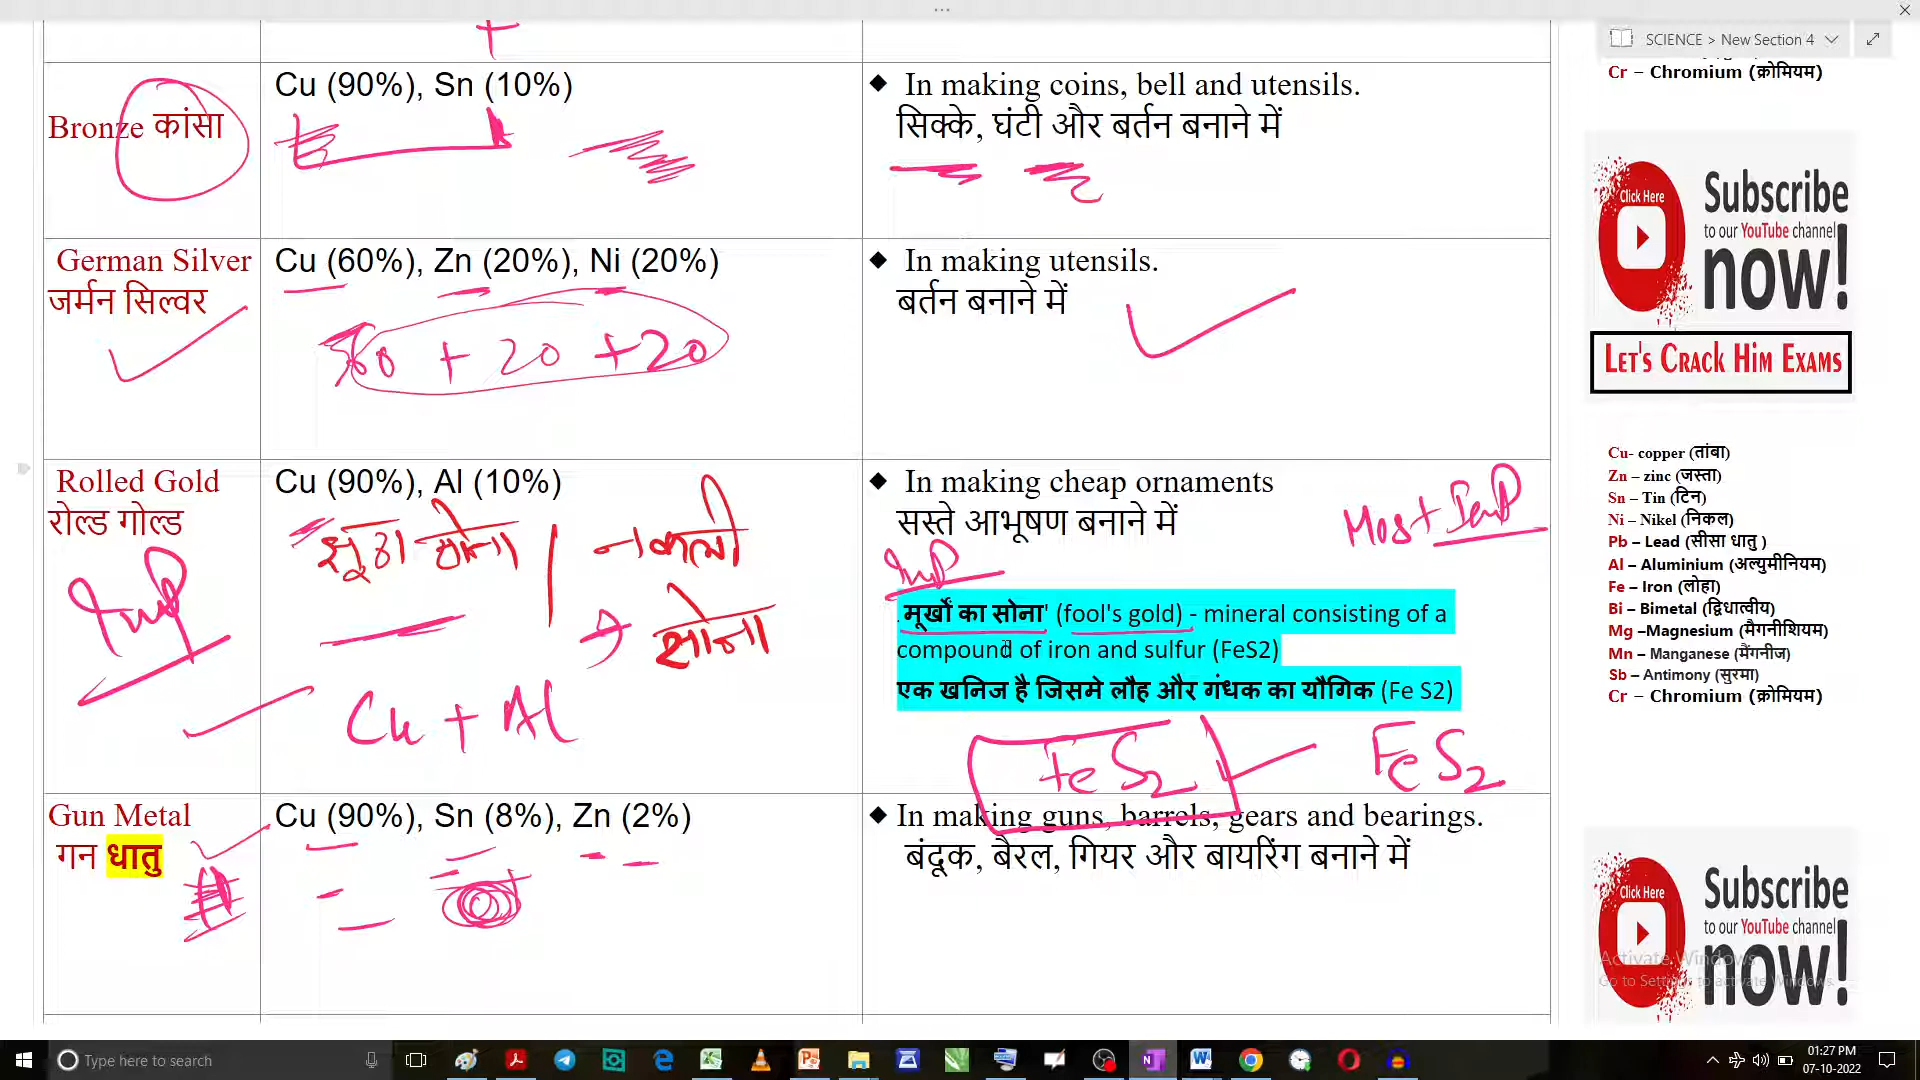 SCIENCE > New Section 4
Cr – Chromium (क्रोमियम)
Bronze कांसा
Cu (90%), Sn (10%)
◆ In making coins, bell and utensils.
सिक्के, घंटी और बर्तन बनाने में
German Silver
जर्मन सिल्वर
Cu (60%), Zn (20%), Ni (20%)
60 + 20 + 20
◆ In making utensils.
बर्तन बनाने में
Rolled Gold
रोल्ड गोल्ड
Imp
Cu (90%), Al (10%)
झूठा सोना | नकली
→ सोना
Cu + Al
◆ In making cheap ornaments
सस्ते आभूषण बनाने में
Most Imp
Imp
मूर्खों का सोना' (fool's gold) - mineral consisting of a
compound of iron and sulfur (FeS2)
एक खनिज है जिसमे लौह और गंधक का यौगिक (Fe S2)
FeS2
FeS2
Gun Metal
गन धातु
Cu (90%), Sn (8%), Zn (2%)
◆ In making guns, barrels, gears and bearings.
बंदूक, बैरल, गियर और बायरिंग बनाने में
Click Here
Subscribe
to our YouTube channel
now!
LET'S CRACK HIM EXAMS
Cu- copper (तांबा)
Zn – zinc (जस्ता)
Sn – Tin (टिन)
Ni – Nikel (निकल)
Pb – Lead (सीसा धातु )
Al – Aluminium (अल्युमीनियम)
Fe – Iron (लोहा)
Bi – Bimetal (द्विधात्वीय)
Mg –Magnesium (मैगनीशियम)
Mn – Manganese (मैंगनीज)
Sb – Antimony (सुरमा)
Cr – Chromium (क्रोमियम)
Click Here
Subscribe
to our YouTube channel
now!
Activate Windows
Go to Settings to activate Windows.
Type here to search
01:27 PM
07-10-2022